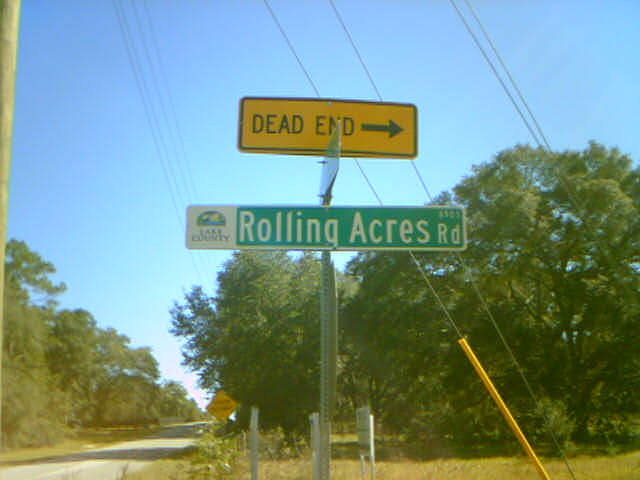 DEAD END
LAKE
COUNTY
Rolling Acres Rd